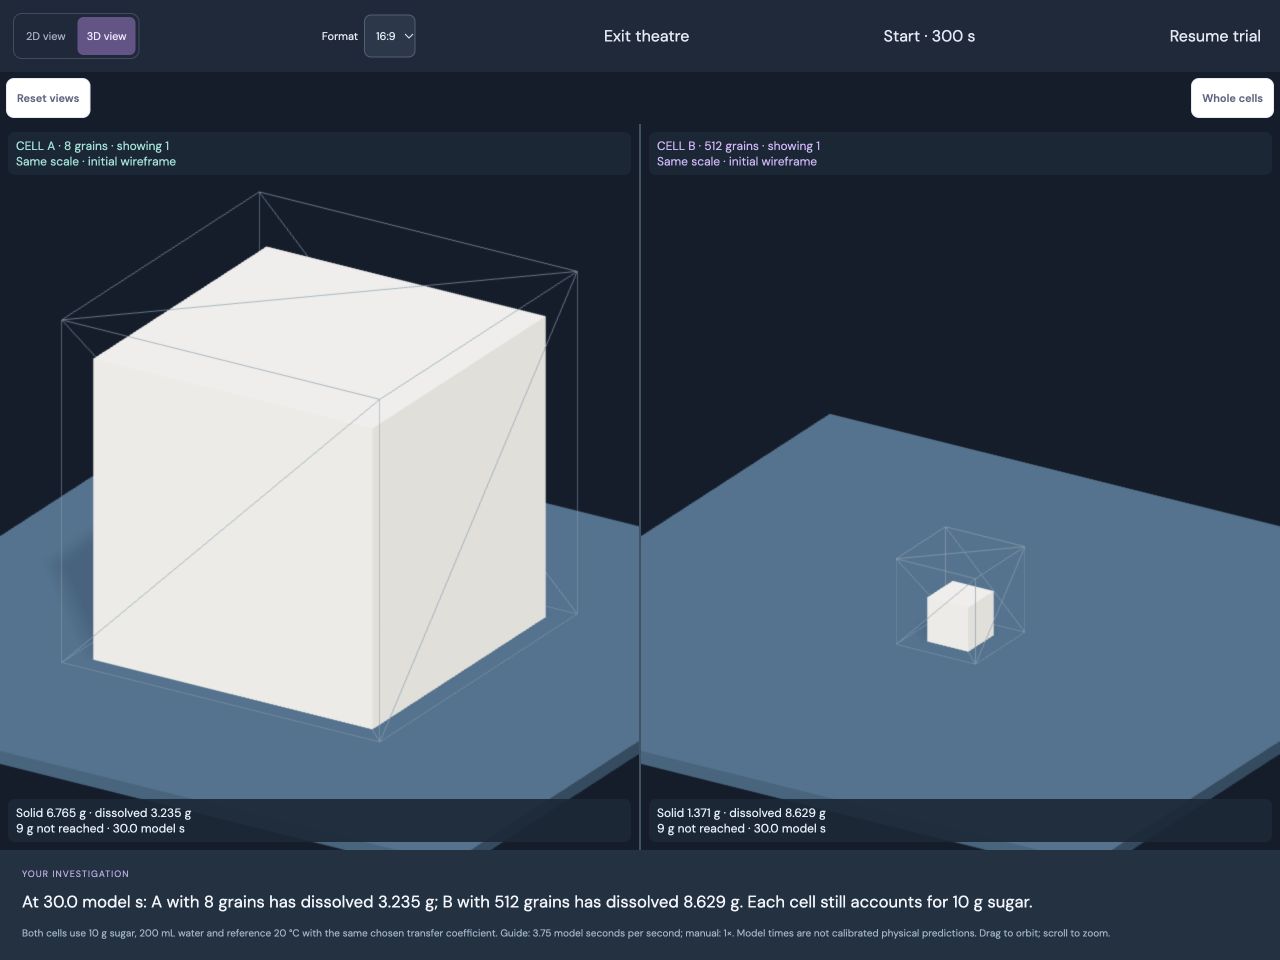 2D view
3D view
Format
16:9
Exit theatre
Start · 300 s
Resume trial
Reset views
Whole cells
CELL A · 8 grains · showing 1
Same scale · initial wireframe
CELL B · 512 grains · showing 1
Same scale · initial wireframe
Solid 6.765 g · dissolved 3.235 g
9 g not reached · 30.0 model s
Solid 1.371 g · dissolved 8.629 g
9 g not reached · 30.0 model s
YOUR INVESTIGATION
At 30.0 model s: A with 8 grains has dissolved 3.235 g; B with 512 grains has dissolved 8.629 g. Each cell still accounts for 10 g sugar.
Both cells use 10 g sugar, 200 mL water and reference 20 °C with the same chosen transfer coefficient. Guide: 3.75 model seconds per second; manual: 1×. Model times are not calibrated physical predictions. Drag to orbit; scroll to zoom.